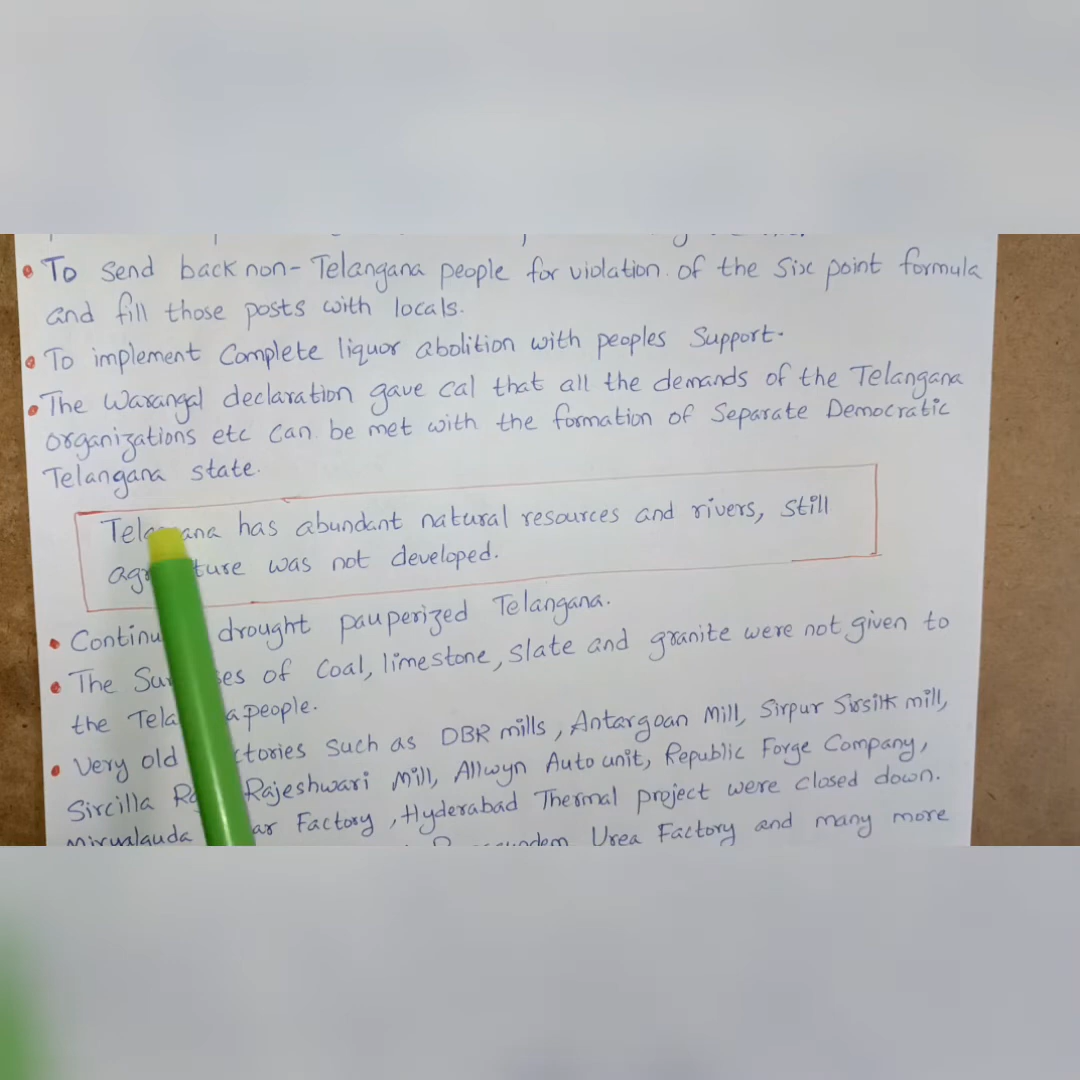 • To send back non-Telangana people for violation of the Six point formula
and fill those posts with locals.
• To implement Complete liquor abolition with peoples Support.
• The Warangal declaration gave cal that all the demands of the Telangana
organizations etc can be met with the formation of Separate Democratic
Telangana state.
has abundant natural resources and rivers, still
was not developed.
• drought pauperized Telangana.
• The of Coal, limestone, slate and granite were not given to
the people.
• Very old such as DBR mills, Antargoan Mill, Sirpur Sirsilk mill,
Sircilla Rajeshwari Mill, Allwyn Auto unit, Republic Forge Company,
Factory, Hyderabad Thermal project were closed down.
Urea Factory and many more